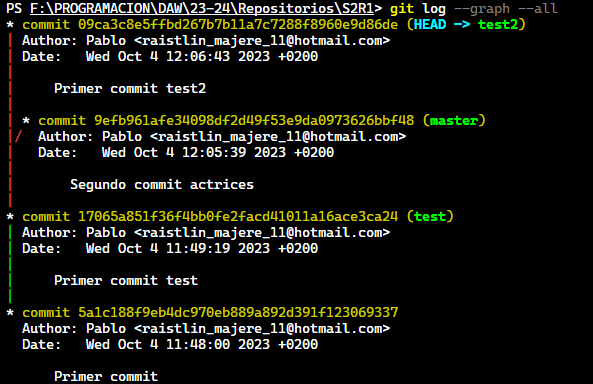 PS F:\PROGRAMACION\DAW\23-24\Repositorios\S2R1> git log --graph --all
* commit 09ca3c8e5ffbd267b7b11a7c7288f8960e9d86de (HEAD -> test2)
| Author: Pablo <raistlin_majere_11@hotmail.com>
| Date:   Wed Oct 4 12:06:43 2023 +0200
|
|     Primer commit test2
|
| * commit 9efb961afe34098df2d49f53e9da0973626bbf48 (master)
|/  Author: Pablo <raistlin_majere_11@hotmail.com>
|   Date:   Wed Oct 4 12:05:39 2023 +0200
|
|       Segundo commit actrices
|
* commit 17065a851f36f4bb0fe2facd41011a16ace3ca24 (test)
| Author: Pablo <raistlin_majere_11@hotmail.com>
| Date:   Wed Oct 4 11:49:19 2023 +0200
|
|     Primer commit test
|
* commit 5a1c188f9eb4dc970eb889a892d391f123069337
  Author: Pablo <raistlin_majere_11@hotmail.com>
  Date:   Wed Oct 4 11:48:00 2023 +0200

      Primer commit